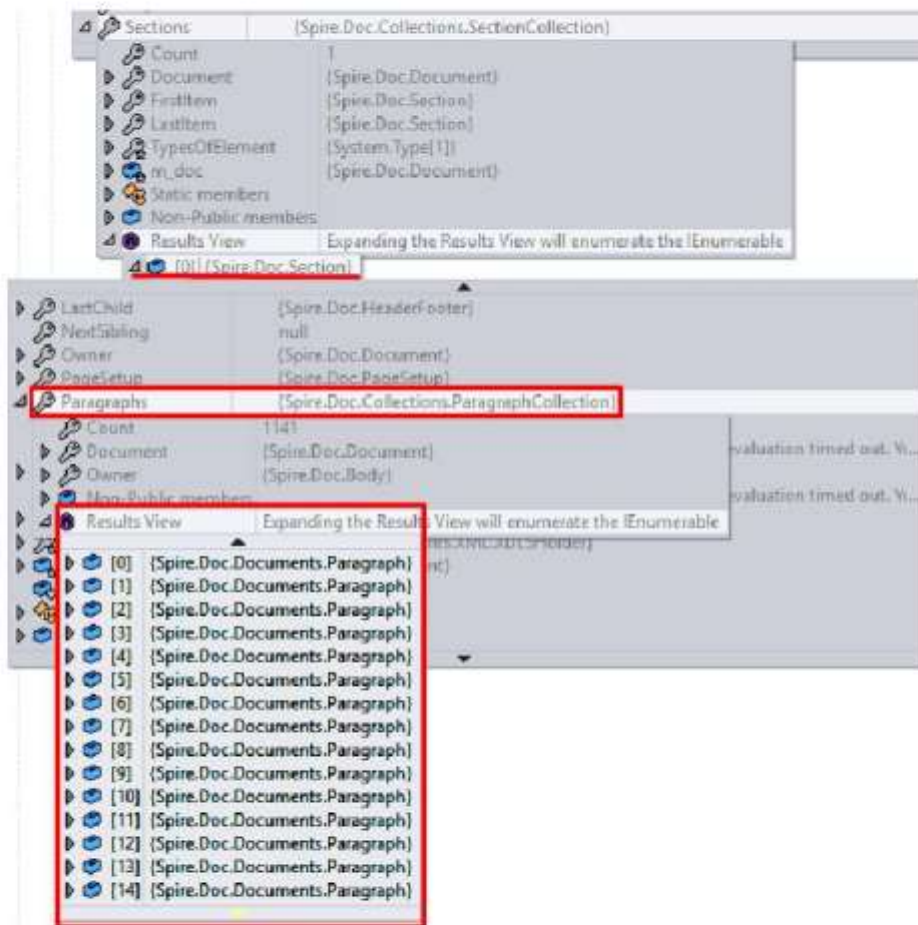 Sections {Spire.Doc.Collections.SectionCollection}
Count 1
Document {Spire.Doc.Document}
FirstItem {Spire.Doc.Section}
LastItem {Spire.Doc.Section}
TypesOfElement {System.Type[1]}
m_doc {Spire.Doc.Document}
Static members
Non-Public members
Results View Expanding the Results View will enumerate the IEnumerable
[0] {Spire.Doc.Section}
LastChild {Spire.Doc.HeaderFooter}
NextSibling null
Owner {Spire.Doc.Document}
PageSetup {Spire.Doc.PageSetup}
Paragraphs {Spire.Doc.Collections.ParagraphCollection}
Count 1141
Document {Spire.Doc.Document}
evaluation timed out.
Owner {Spire.Doc.Body}
Non-Public members
evaluation timed out.
Results View Expanding the Results View will enumerate the IEnumerable
[0] {Spire.Doc.Documents.Paragraph}
[1] {Spire.Doc.Documents.Paragraph}
[2] {Spire.Doc.Documents.Paragraph}
[3] {Spire.Doc.Documents.Paragraph}
[4] {Spire.Doc.Documents.Paragraph}
[5] {Spire.Doc.Documents.Paragraph}
[6] {Spire.Doc.Documents.Paragraph}
[7] {Spire.Doc.Documents.Paragraph}
[8] {Spire.Doc.Documents.Paragraph}
[9] {Spire.Doc.Documents.Paragraph}
[10] {Spire.Doc.Documents.Paragraph}
[11] {Spire.Doc.Documents.Paragraph}
[12] {Spire.Doc.Documents.Paragraph}
[13] {Spire.Doc.Documents.Paragraph}
[14] {Spire.Doc.Documents.Paragraph}